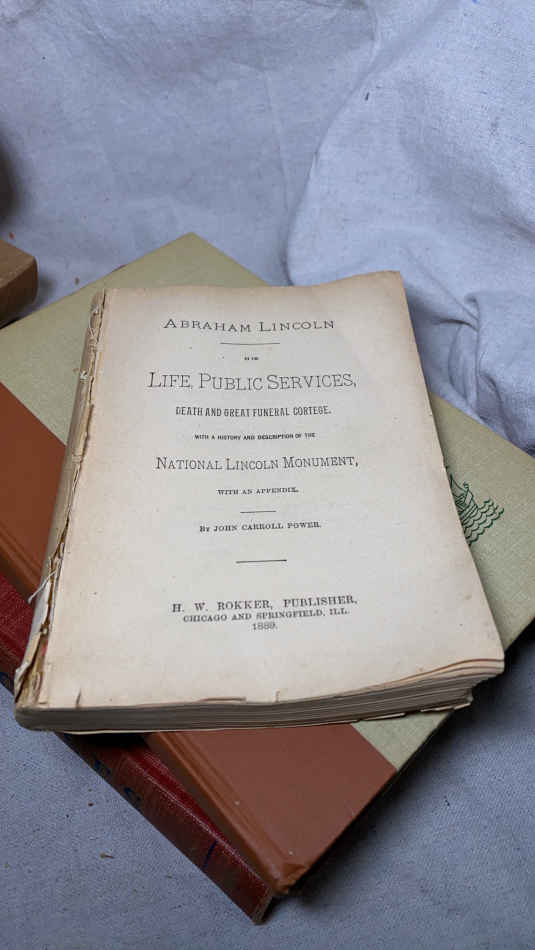 ABRAHAM LINCOLN
LIFE, PUBLIC SERVICES,
DEATH AND GREAT FUNERAL CORTEGE,
WITH A HISTORY AND DESCRIPTION OF THE
NATIONAL LINCOLN MONUMENT,
WITH AN APPENDIX.
BY JOHN CARROLL POWER.
H. W. ROKKER, PUBLISHER,
CHICAGO AND SPRINGFIELD, ILL.
1889.